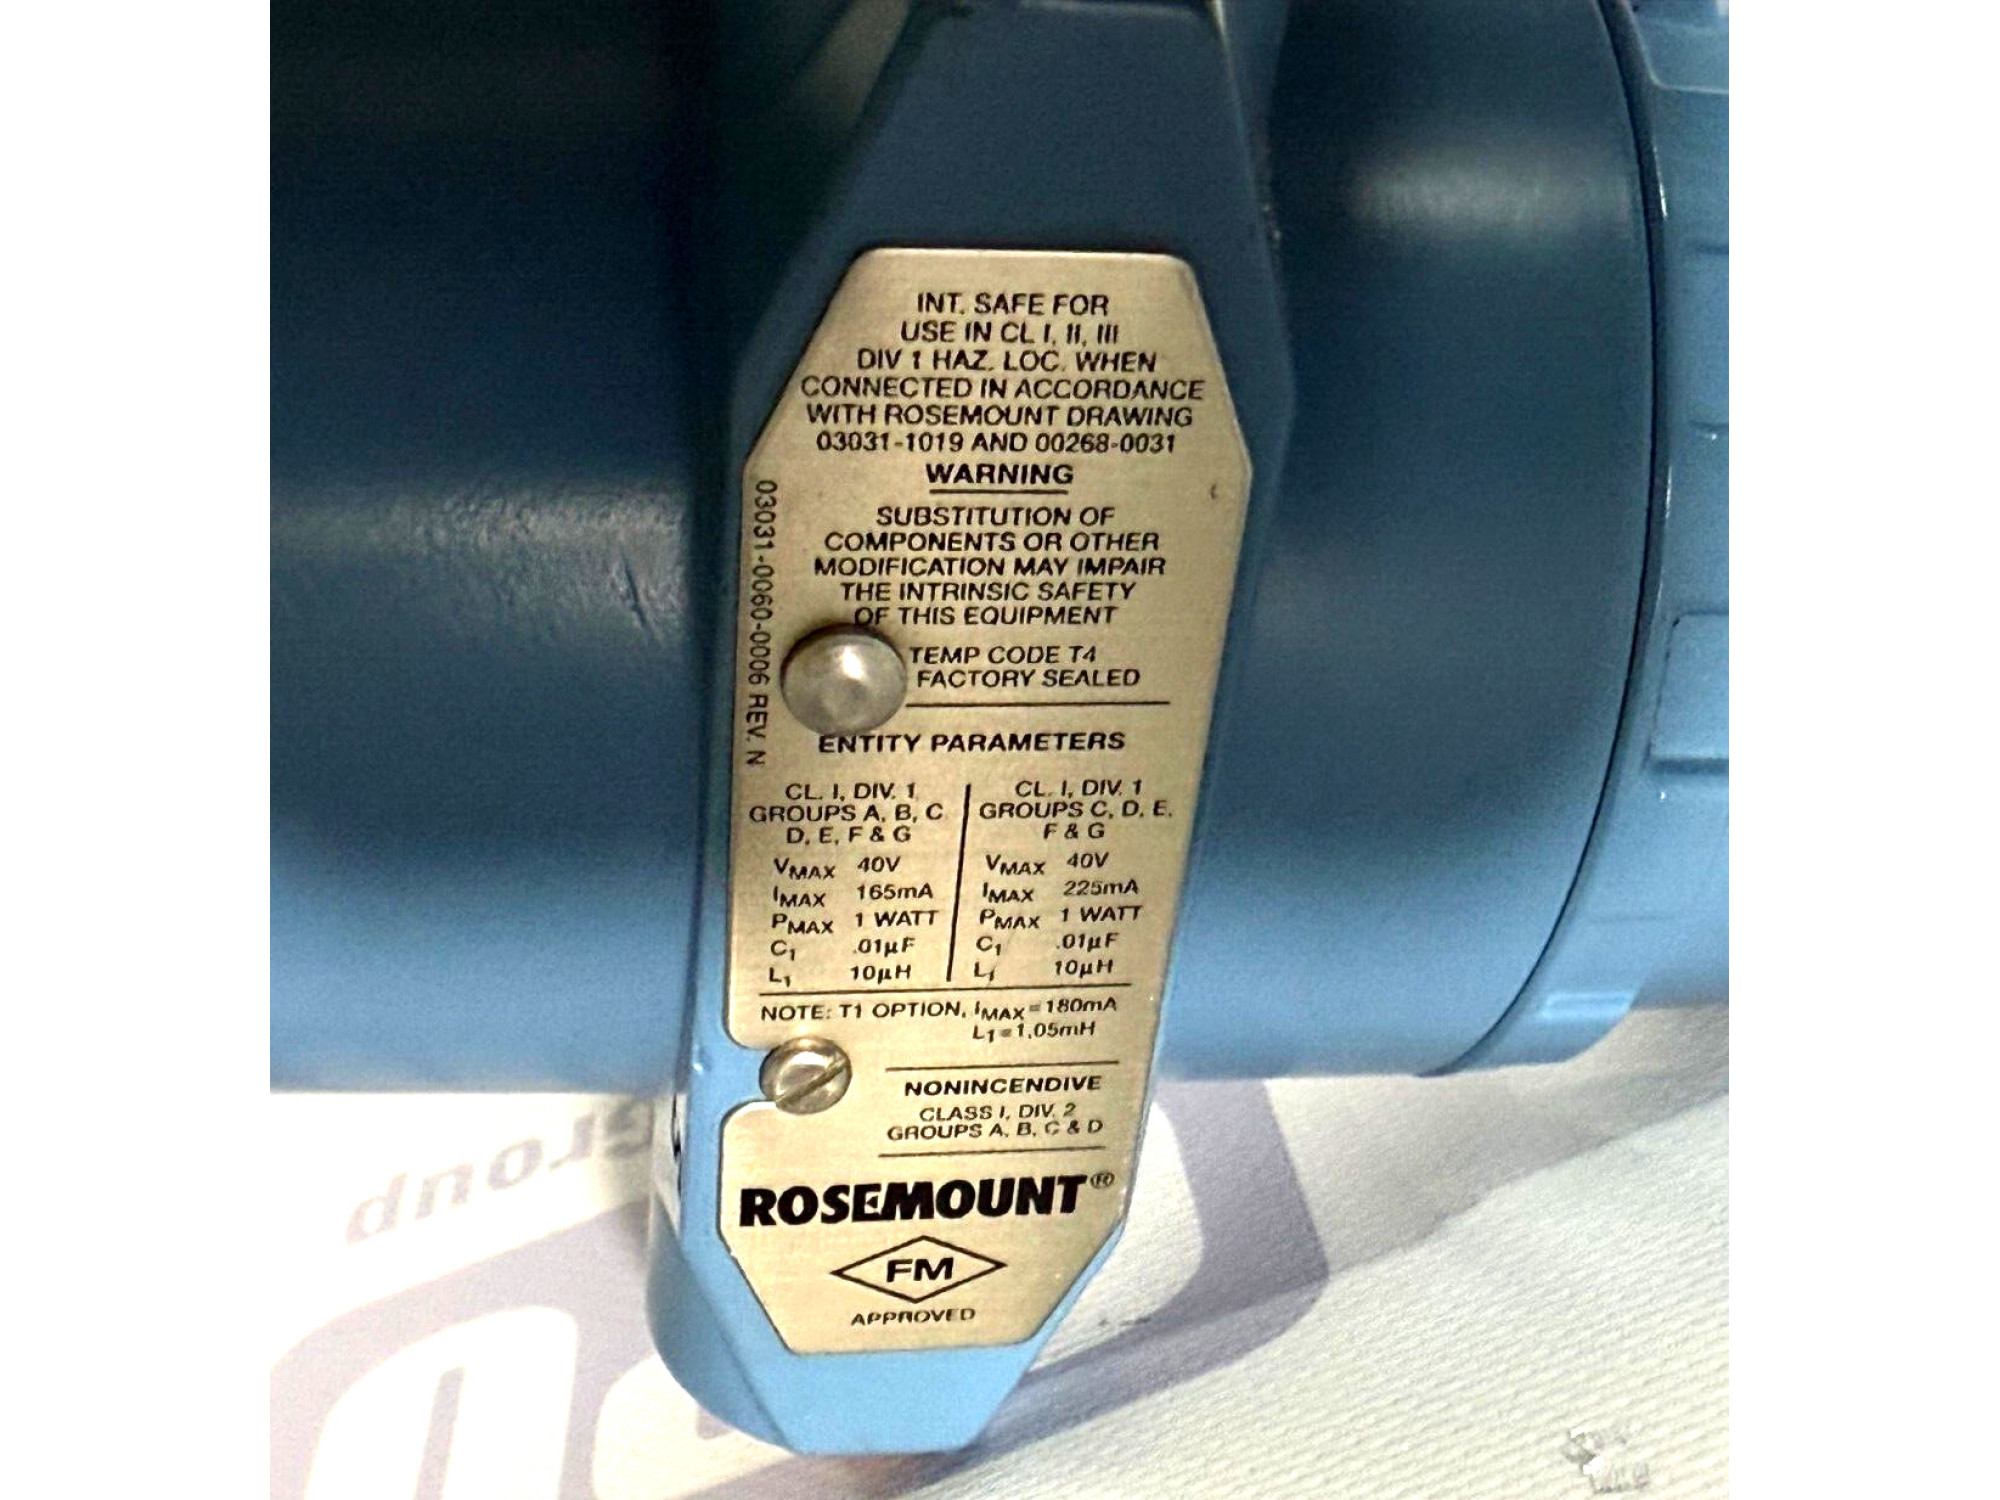 INT. SAFE FOR
USE IN CL I, II, III
DIV 1 HAZ. LOC. WHEN
CONNECTED IN ACCORDANCE
WITH ROSEMOUNT DRAWING
03031-1019 AND 00268-0031
WARNING
SUBSTITUTION OF
COMPONENTS OR OTHER
MODIFICATION MAY IMPAIR
THE INTRINSIC SAFETY
OF THIS EQUIPMENT
TEMP CODE T4
FACTORY SEALED
03031-0060-0006 REV. N
ENTITY PARAMETERS
CL. I, DIV. 1
GROUPS A, B, C
D, E, F & G
VMAX 40V
IMAX 165mA
PMAX 1 WATT
C1 .01µF
L1 10µH
CL. I, DIV. 1
GROUPS C, D, E,
F & G
VMAX 40V
IMAX 225mA
PMAX 1 WATT
C1 .01µF
L1 10µH
NOTE: T1 OPTION, IMAX=180mA
L1=1.05mH
NONINCENDIVE
CLASS I, DIV. 2
GROUPS A, B, C & D
ROSEMOUNT®
FM
APPROVED